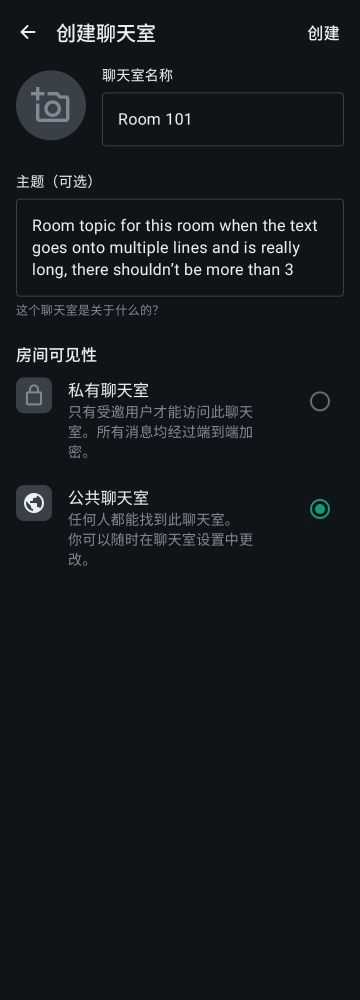 创建聊天室
创建
聊天室名称
Room 101
主题（可选）
Room topic for this room when the text
goes onto multiple lines and is really
long, there shouldn’t be more than 3
这个聊天室是关于什么的？
房间可见性
私有聊天室
只有受邀用户才能访问此聊天
室。所有消息均经过端到端加
密。
公共聊天室
任何人都能找到此聊天室。
你可以随时在聊天室设置中更
改。